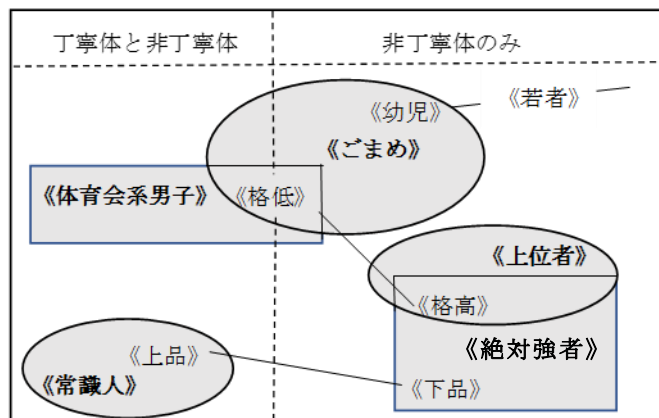 丁寧体と非丁寧体
非丁寧体のみ
《幼児》
《若者》
《ごまめ》
《体育会系男子》
《格低》
《上位者》
《格高》
《絶対強者》
《上品》
《常識人》
《下品》